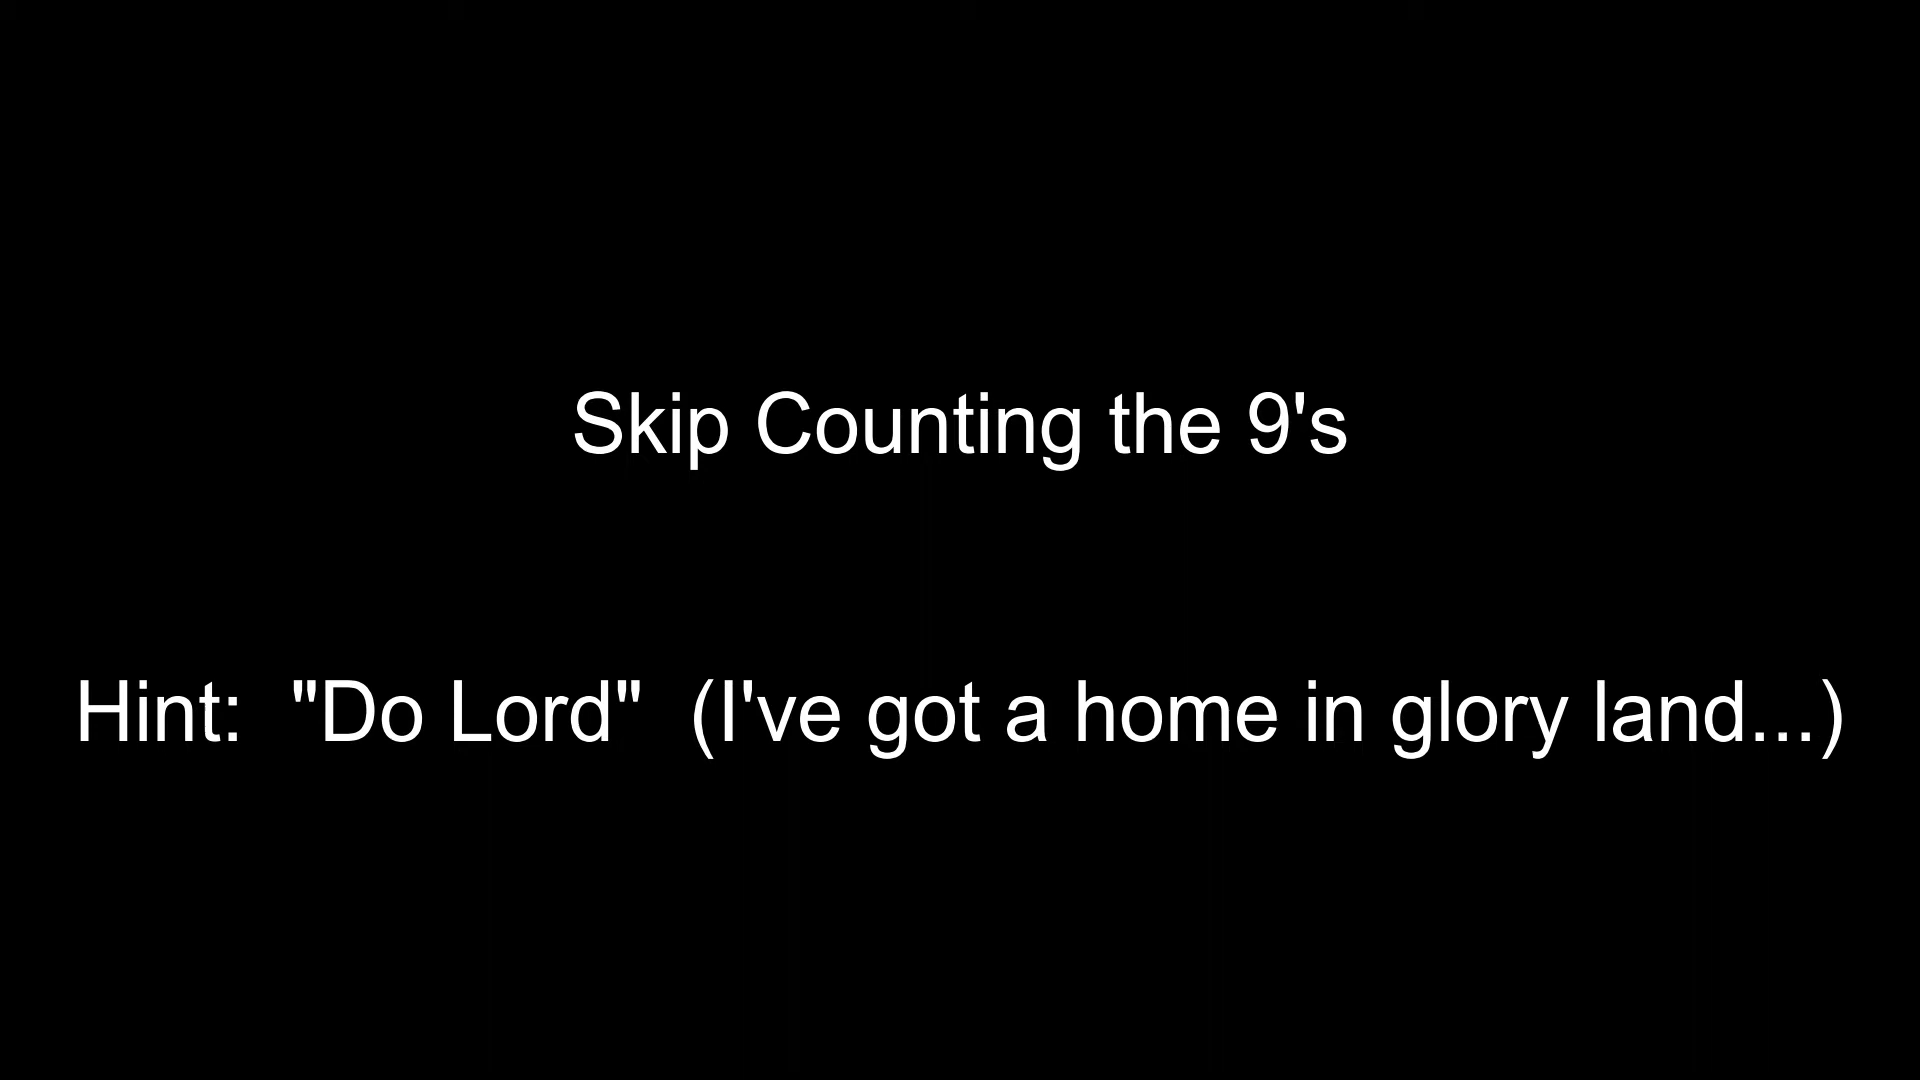 Skip Counting the 9's
Hint:  "Do Lord"  (I've got a home in glory land...)